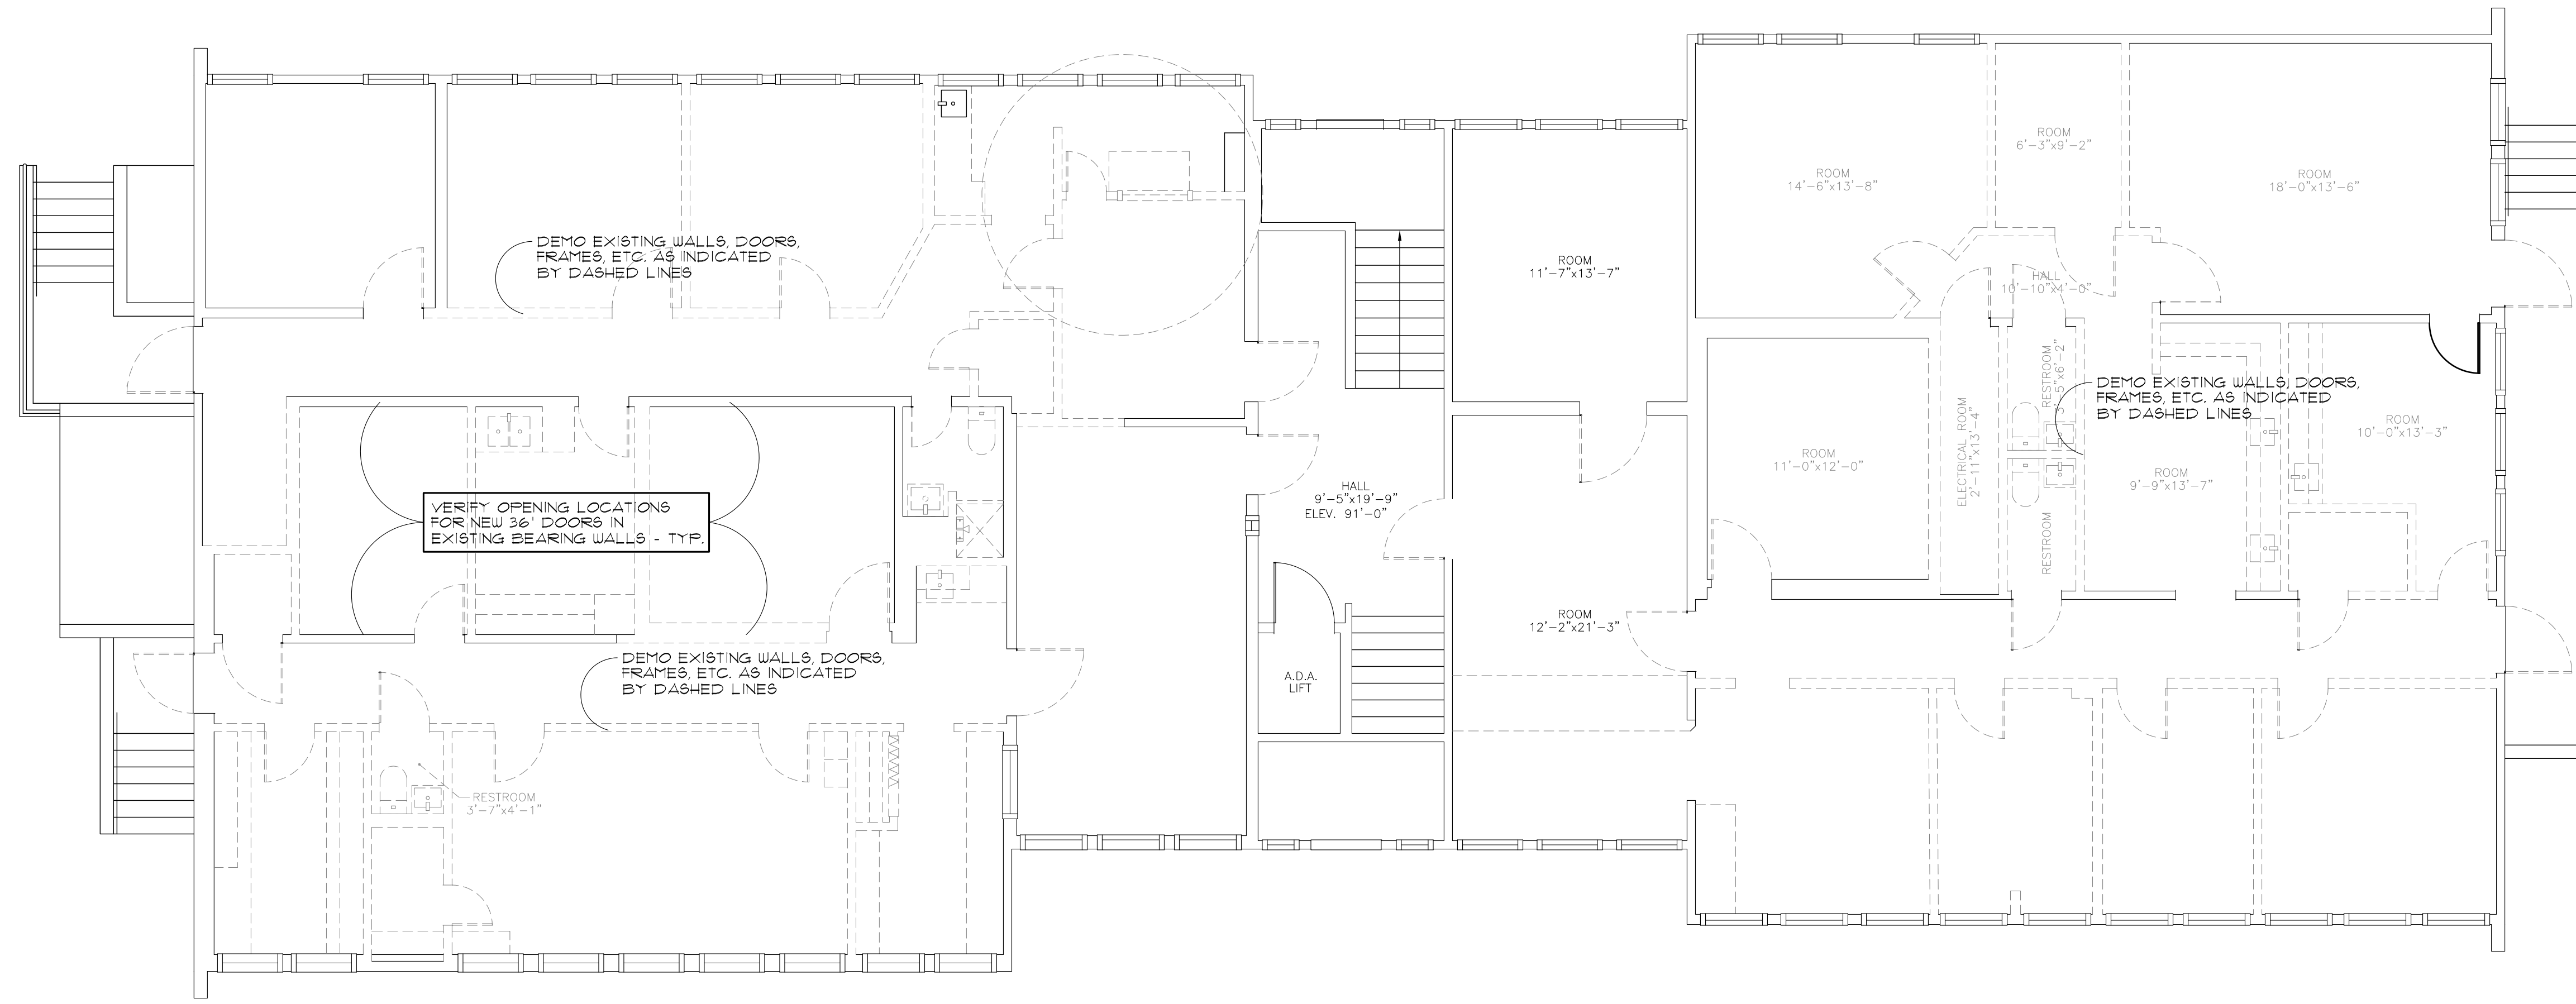 DEMO EXISTING WALLS, DOORS,
FRAMES, ETC. AS INDICATED
BY DASHED LINES
VERIFY OPENING LOCATIONS
FOR NEW 36' DOORS IN
EXISTING BEARING WALLS - TYP.
DEMO EXISTING WALLS, DOORS,
FRAMES, ETC. AS INDICATED
BY DASHED LINES
RESTROOM
3'-7"x4'-1"
HALL
9'-5"x19'-9"
ELEV. 91'-0"
A.D.A.
LIFT
ROOM
11'-7"x13'-7"
ROOM
12'-2"x21'-3"
ROOM
14'-6"x13'-8"
ROOM
6'-3"x9'-2"
ROOM
18'-0"x13'-6"
HALL
10'-10"x4'-0"
ROOM
11'-0"x12'-0"
ELECTRICAL ROOM
2'-11"x13'-4"
RESTROOM
3'-5"x6'-2"
RESTROOM
DEMO EXISTING WALLS, DOORS,
FRAMES, ETC. AS INDICATED
BY DASHED LINES
ROOM
9'-9"x13'-7"
ROOM
10'-0"x13'-3"